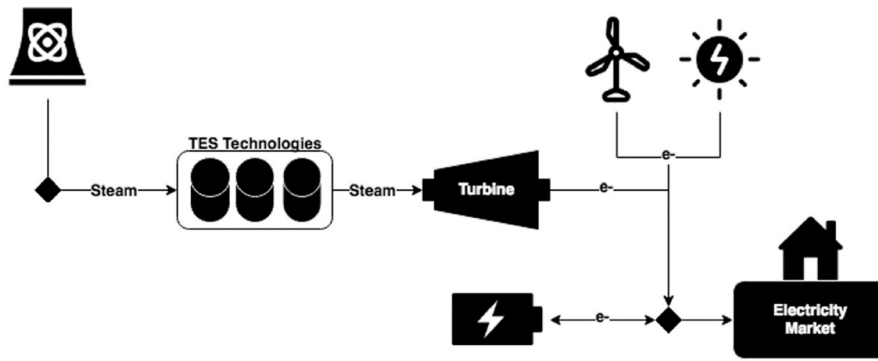 TES Technologies
e-
Steam
Steam
Turbine
e-
e-
Electricity
Market